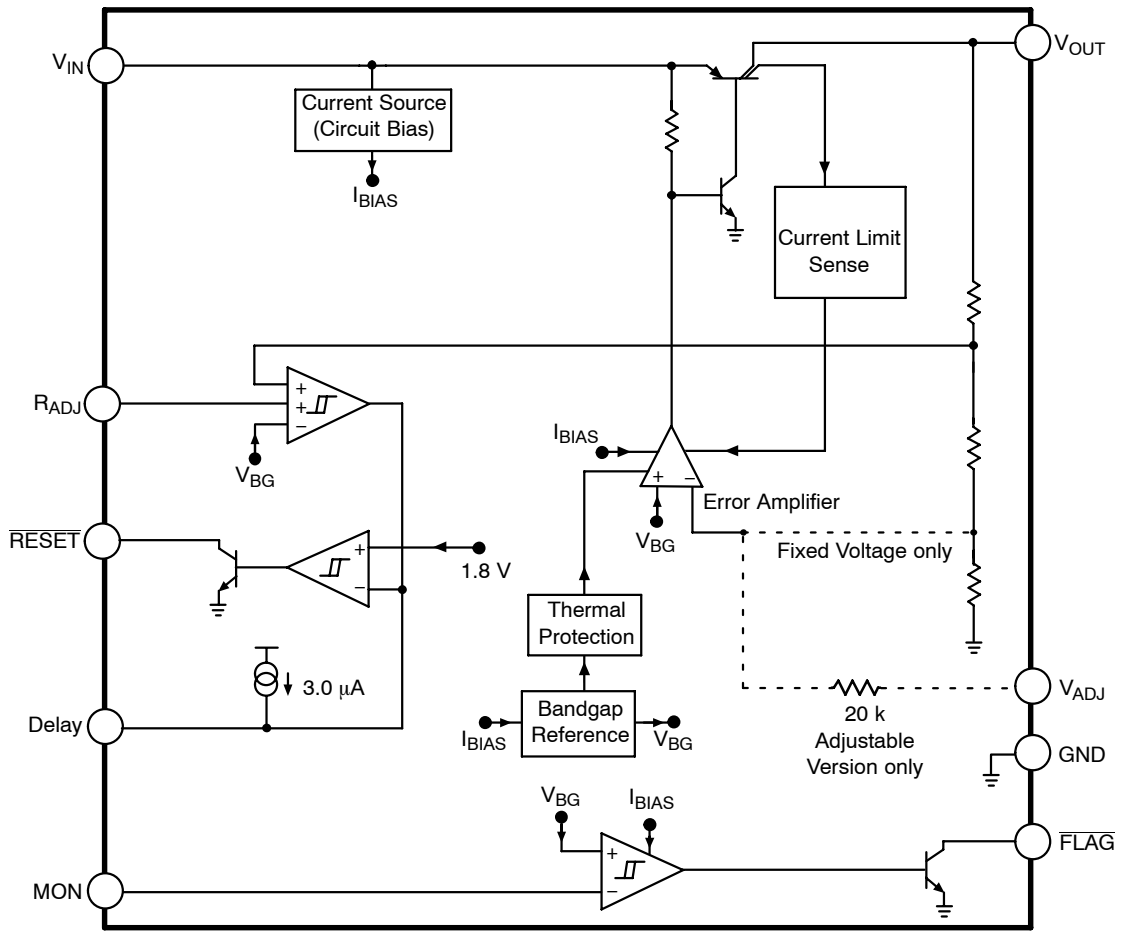 VIN
VOUT
Current Source
(Circuit Bias)
IBIAS
Current Limit
Sense
RADJ
+
+
−
VBG
IBIAS
+
−
Error Amplifier
VBG
Fixed Voltage only
RESET
+
−
1.8 V
Thermal
Protection
3.0 μA
Delay
IBIAS
Bandgap
Reference
VBG
20 k
Adjustable
Version only
VADJ
GND
VBG
IBIAS
+
−
FLAG
MON